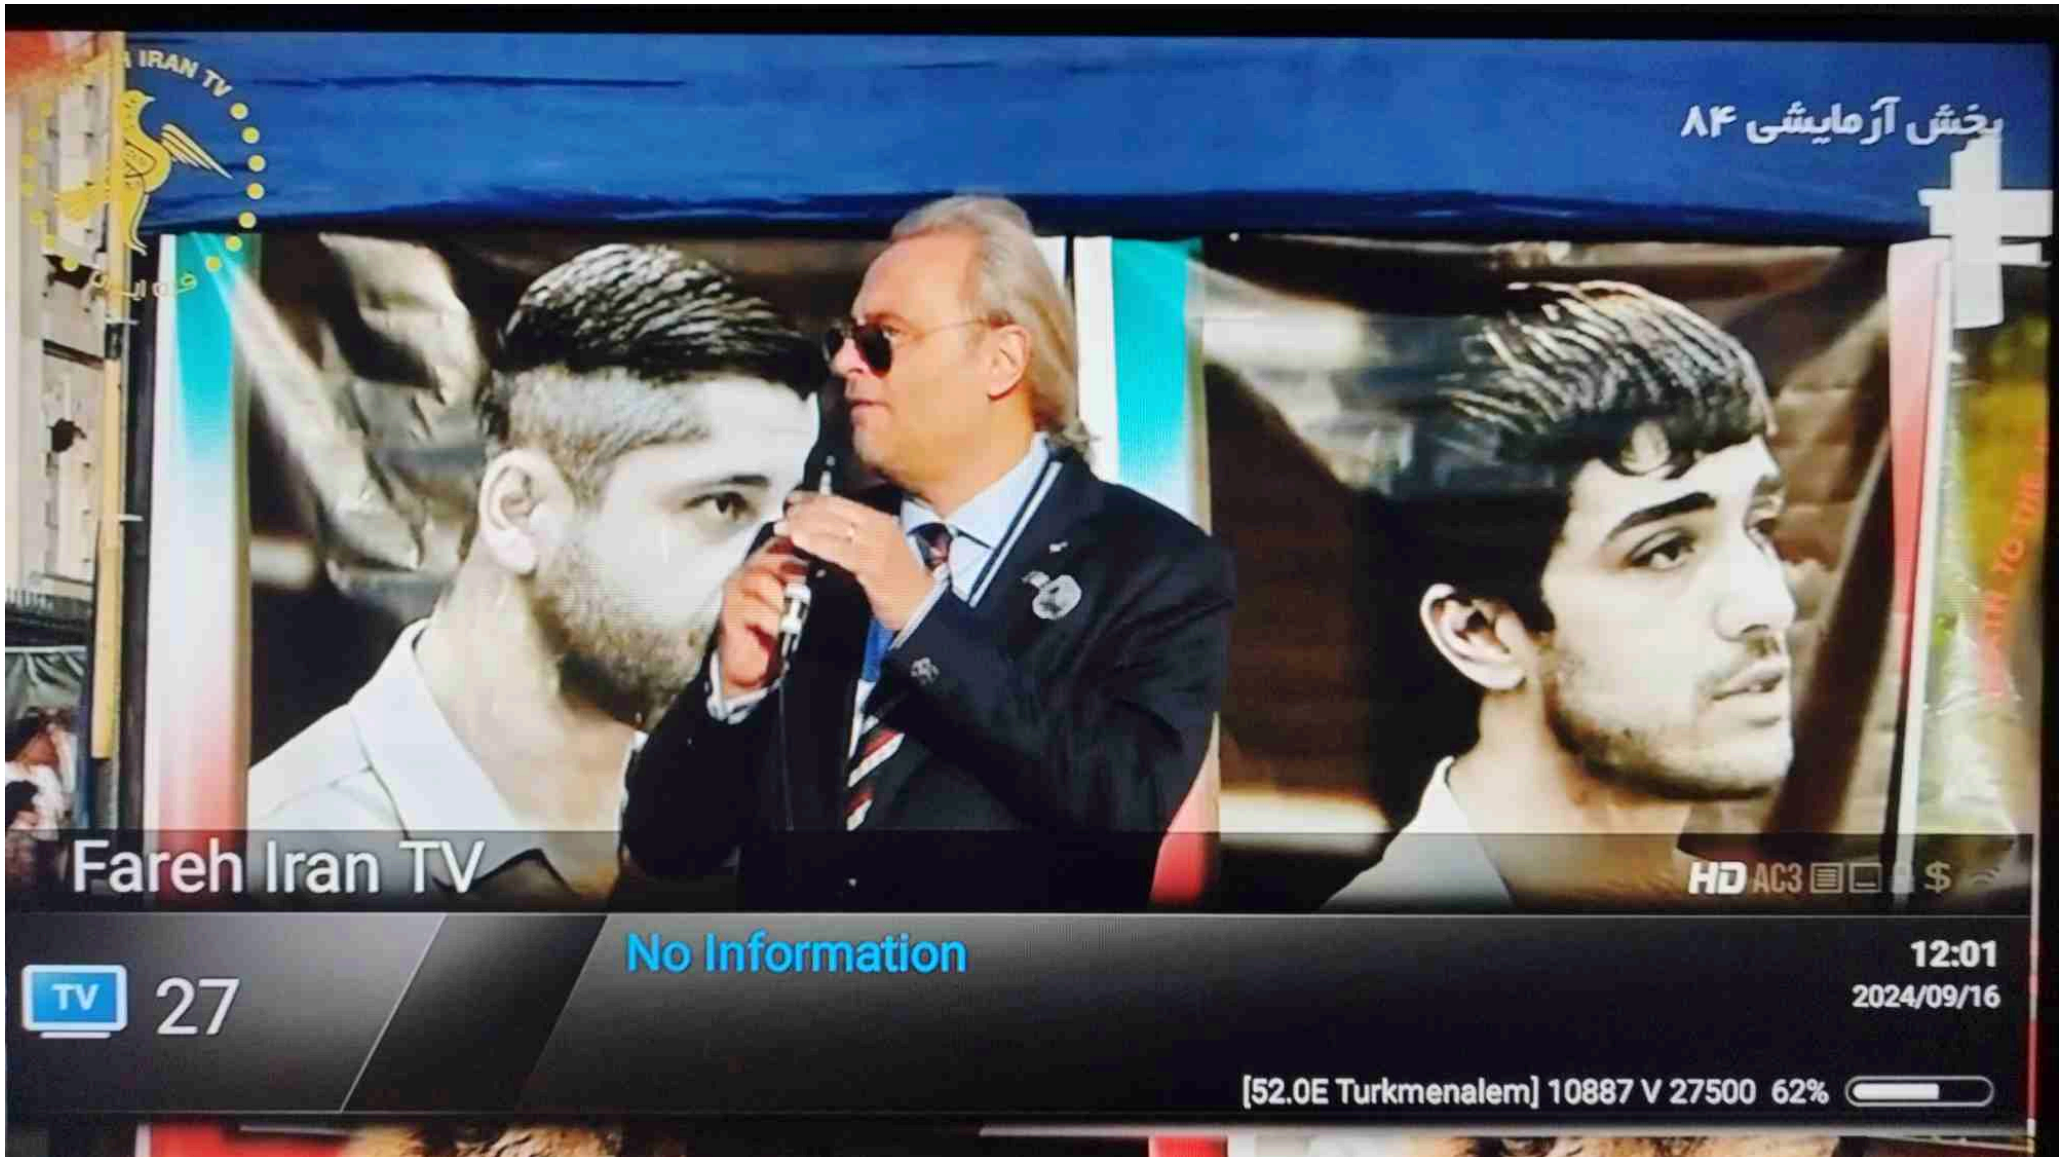 IRAN TV
پخش آزمایشی ۸۴
Fareh Iran TV
HD AC3 $
No Information
TV 27
12:01
2024/09/16
[52.0E Turkmenalem] 10887 V 27500 62%